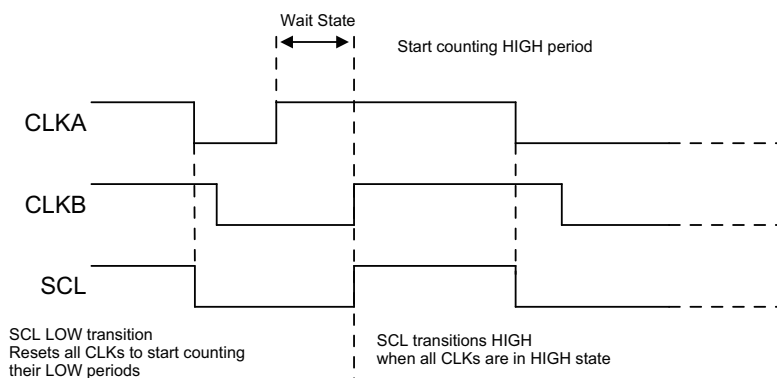 Wait State
Start counting HIGH period
CLKA
CLKB
SCL
SCL LOW transition
Resets all CLKs to start counting
their LOW periods
SCL transitions HIGH
when all CLKs are in HIGH state